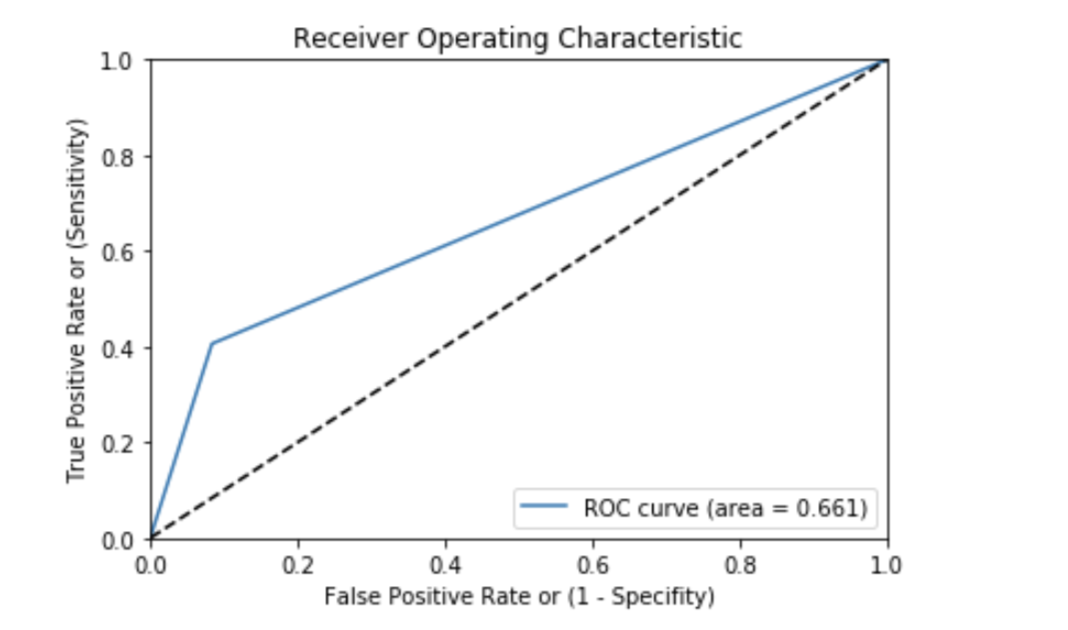 Receiver Operating Characteristic
1.0
0.8
0.6
0.4
0.2
0.0
True Positive Rate or (Sensitivity)
ROC curve (area = 0.661)
0.0 0.2 0.4 0.6 0.8 1.0
False Positive Rate or (1 - Specifity)